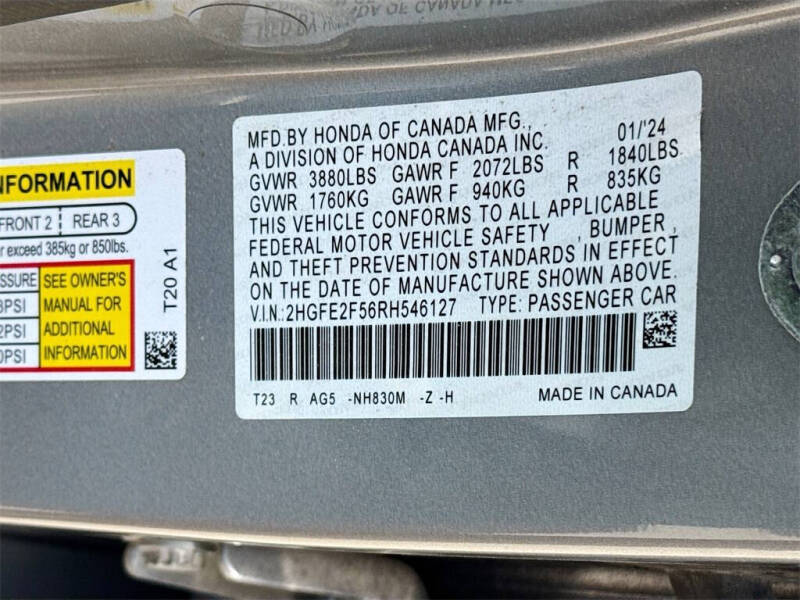 MFD.BY HONDA OF CANADA MFG., 01/'24
A DIVISION OF HONDA CANADA INC.
GVWR 3880LBS GAWR F 2072LBS R 1840LBS
GVWR 1760KG GAWR F 940KG R 835KG
THIS VEHICLE CONFORMS TO ALL APPLICABLE
FEDERAL MOTOR VEHICLE SAFETY , BUMPER ,
AND THEFT PREVENTION STANDARDS IN EFFECT
ON THE DATE OF MANUFACTURE SHOWN ABOVE.
V.I.N.:2HGFE2F56RH546127 TYPE: PASSENGER CAR
T23 R AG5 -NH830M -Z -H MADE IN CANADA
FRONT 2 REAR 3
exceed 385kg or 850lbs.
SEE OWNER'S
MANUAL FOR
ADDITIONAL
INFORMATION
T20 A1